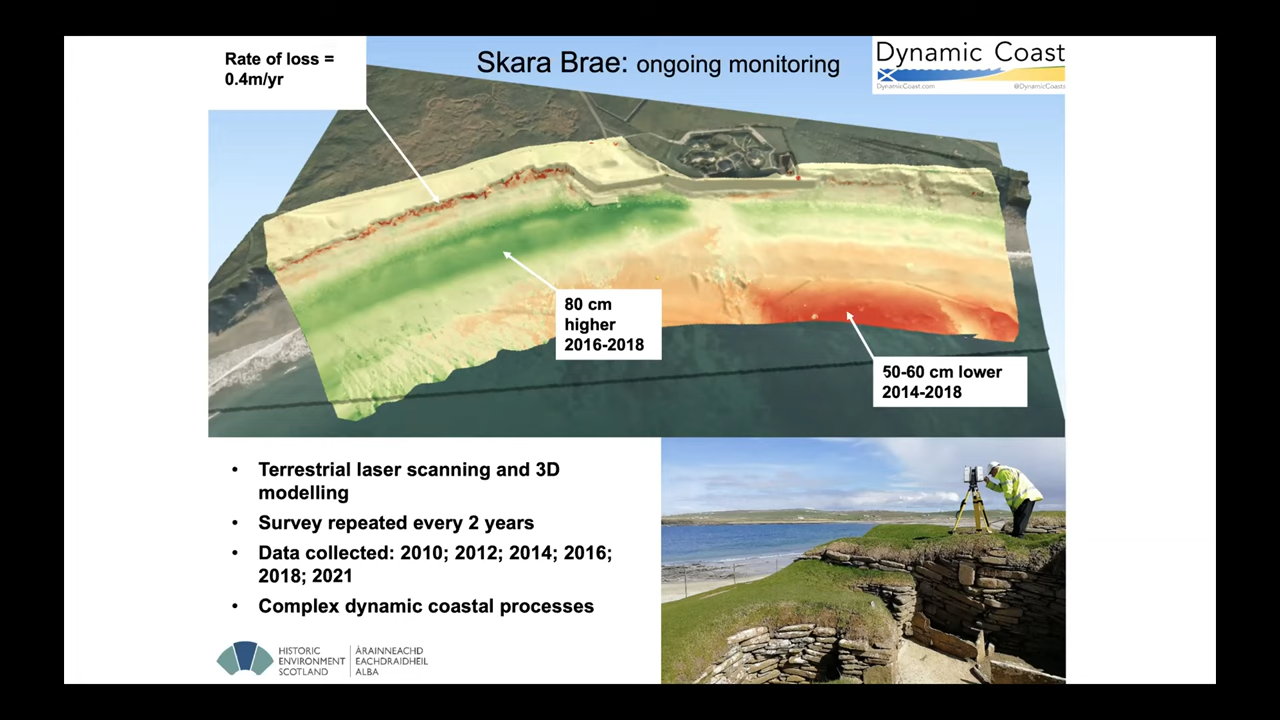 Rate of loss =
0.4m/yr
Skara Brae: ongoing monitoring
Dynamic Coast
DynamicCoast.com
@DynamicCoasts
80 cm
higher
2016-2018
50-60 cm lower
2014-2018
• Terrestrial laser scanning and 3D
modelling
• Survey repeated every 2 years
• Data collected: 2010; 2012; 2014; 2016;
2018; 2021
• Complex dynamic coastal processes
HISTORIC
ENVIRONMENT
SCOTLAND
ÀRAINNEACHD
EACHDRAIDHEIL
ALBA